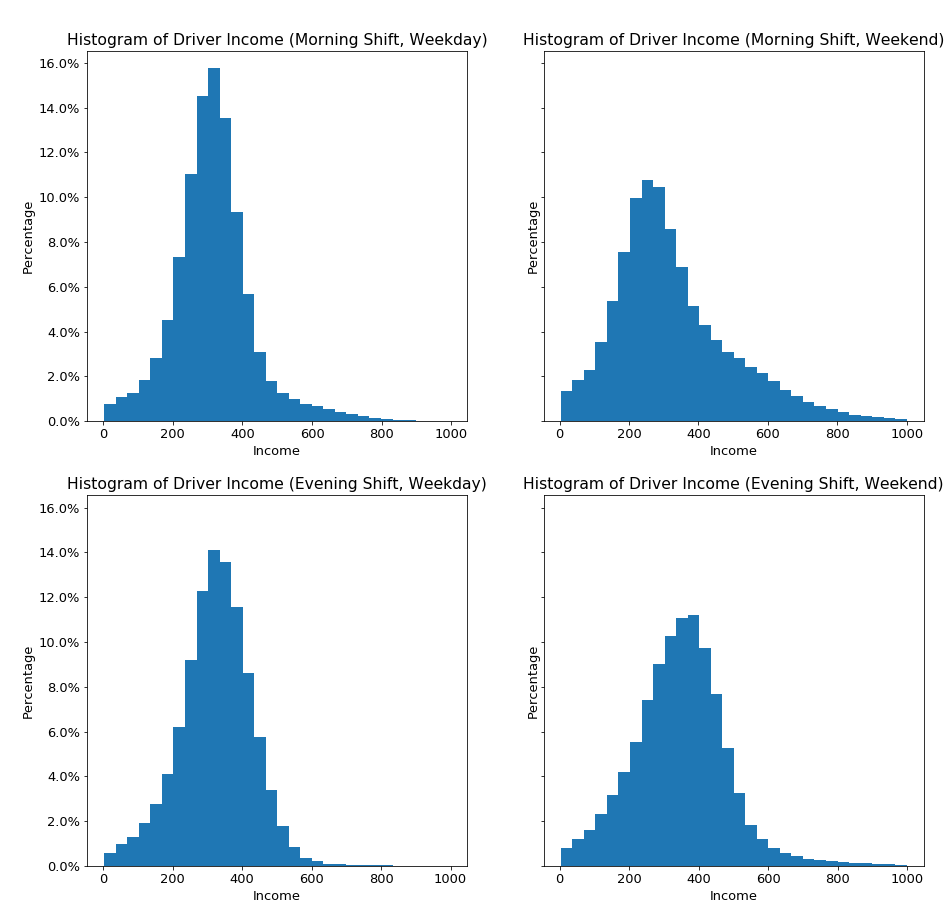 Histogram of Driver Income (Morning Shift, Weekday)
16.0%
14.0%
12.0%
10.0%
8.0%
6.0%
4.0%
2.0%
0.0%
Percentage
0 200 400 600 800 1000
Income
Histogram of Driver Income (Morning Shift, Weekend)
Percentage
0 200 400 600 800 1000
Income
Histogram of Driver Income (Evening Shift, Weekday)
16.0%
14.0%
12.0%
10.0%
8.0%
6.0%
4.0%
2.0%
0.0%
Percentage
0 200 400 600 800 1000
Income
Histogram of Driver Income (Evening Shift, Weekend)
Percentage
0 200 400 600 800 1000
Income